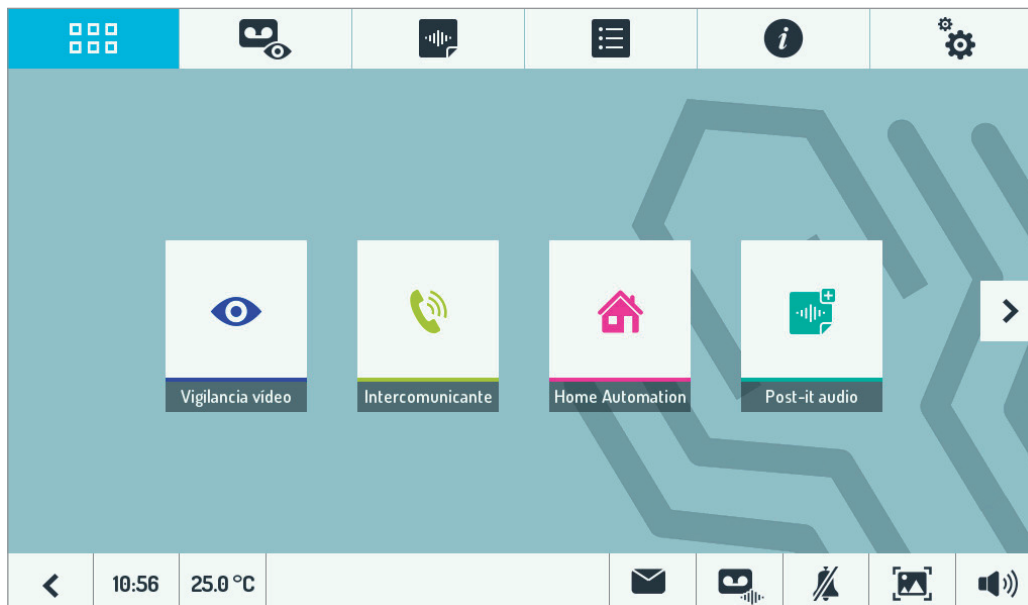 Vigilancia vídeo
Intercomunicante
Home Automation
Post-it audio
10:56
25.0 °C